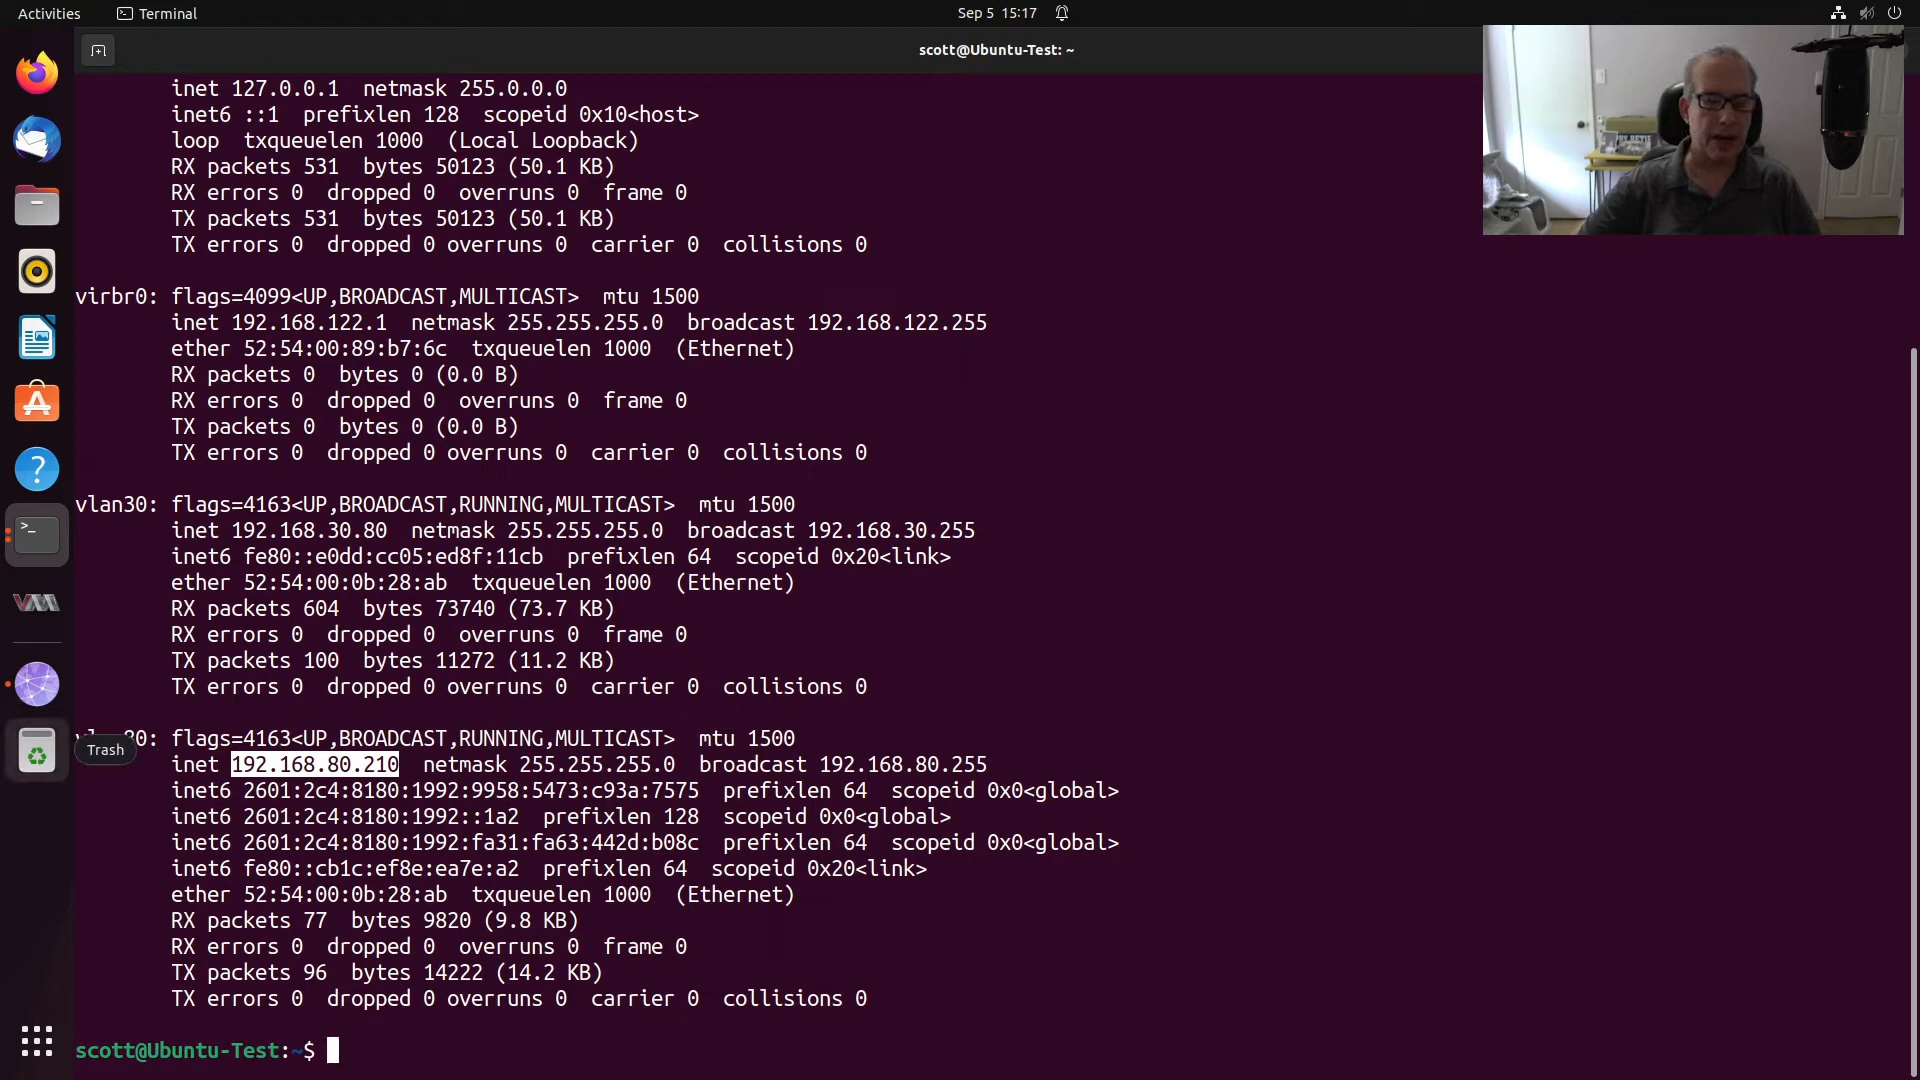 Activities Terminal Sep 5 15:17
scott@Ubuntu-Test: ~
inet 127.0.0.1 netmask 255.0.0.0
inet6 ::1 prefixlen 128 scopeid 0x10<host>
loop txqueuelen 1000 (Local Loopback)
RX packets 531 bytes 50123 (50.1 KB)
RX errors 0 dropped 0 overruns 0 frame 0
TX packets 531 bytes 50123 (50.1 KB)
TX errors 0 dropped 0 overruns 0 carrier 0 collisions 0
virbr0: flags=4099<UP,BROADCAST,MULTICAST> mtu 1500
inet 192.168.122.1 netmask 255.255.255.0 broadcast 192.168.122.255
ether 52:54:00:89:b7:6c txqueuelen 1000 (Ethernet)
RX packets 0 bytes 0 (0.0 B)
RX errors 0 dropped 0 overruns 0 frame 0
TX packets 0 bytes 0 (0.0 B)
TX errors 0 dropped 0 overruns 0 carrier 0 collisions 0
vlan30: flags=4163<UP,BROADCAST,RUNNING,MULTICAST> mtu 1500
inet 192.168.30.80 netmask 255.255.255.0 broadcast 192.168.30.255
inet6 fe80::e0dd:cc05:ed8f:11cb prefixlen 64 scopeid 0x20<link>
ether 52:54:00:0b:28:ab txqueuelen 1000 (Ethernet)
RX packets 604 bytes 73740 (73.7 KB)
RX errors 0 dropped 0 overruns 0 frame 0
TX packets 100 bytes 11272 (11.2 KB)
TX errors 0 dropped 0 overruns 0 carrier 0 collisions 0
flags=4163<UP,BROADCAST,RUNNING,MULTICAST> mtu 1500
Trash
inet 192.168.80.210 netmask 255.255.255.0 broadcast 192.168.80.255
inet6 2601:2c4:8180:1992:9958:5473:c93a:7575 prefixlen 64 scopeid 0x0<global>
inet6 2601:2c4:8180:1992::1a2 prefixlen 128 scopeid 0x0<global>
inet6 2601:2c4:8180:1992:fa31:fa63:442d:b08c prefixlen 64 scopeid 0x0<global>
inet6 fe80::cb1c:ef8e:ea7e:a2 prefixlen 64 scopeid 0x20<link>
ether 52:54:00:0b:28:ab txqueuelen 1000 (Ethernet)
RX packets 77 bytes 9820 (9.8 KB)
RX errors 0 dropped 0 overruns 0 frame 0
TX packets 96 bytes 14222 (14.2 KB)
TX errors 0 dropped 0 overruns 0 carrier 0 collisions 0
scott@Ubuntu-Test:~$